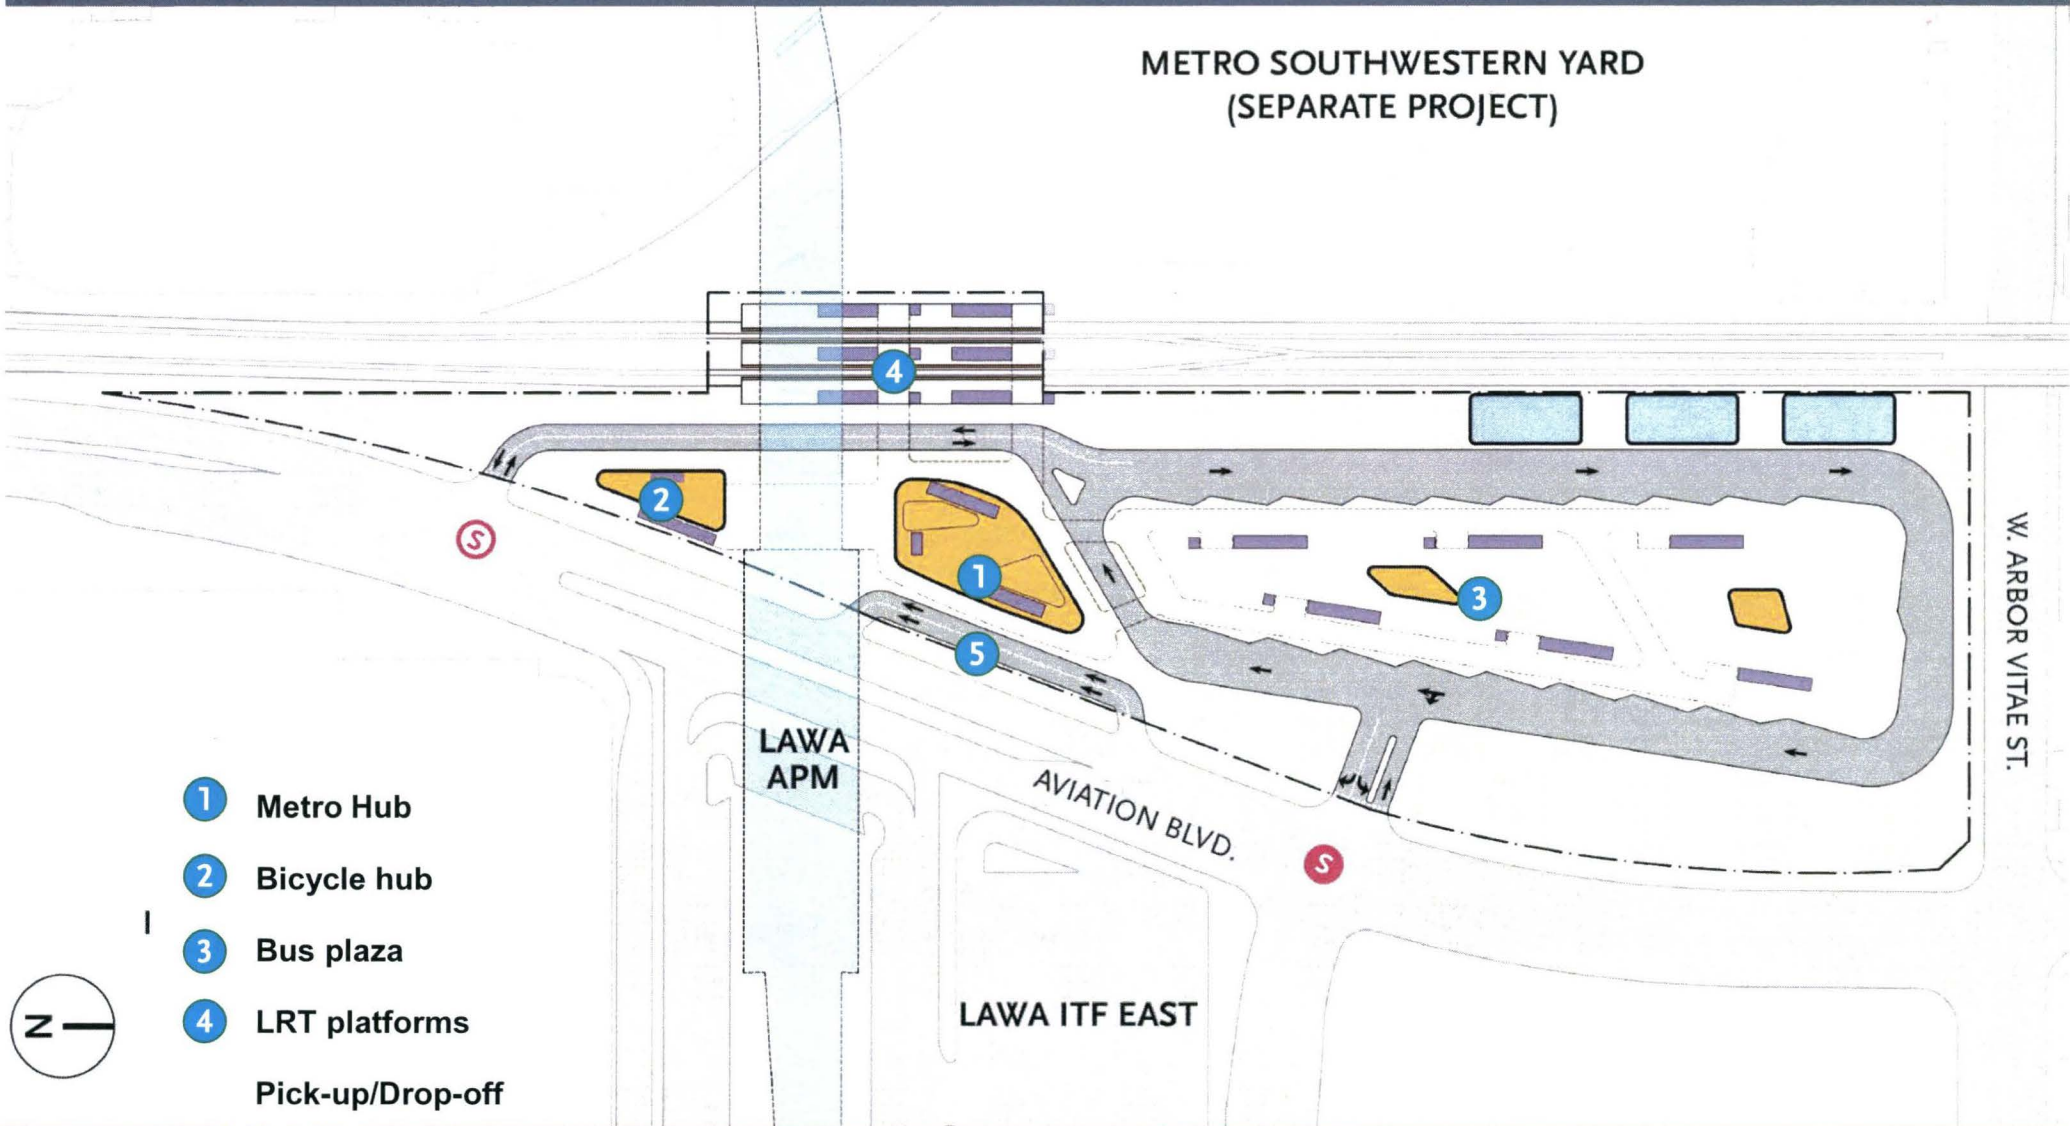 METRO SOUTHWESTERN YARD
(SEPARATE PROJECT)
4
2
S
1
3
5
W. ARBOR VITAE ST.
LAWA
APM
AVIATION BLVD.
S
LAWA ITF EAST
1 Metro Hub
2 Bicycle hub
3 Bus plaza
4 LRT platforms
Pick-up/Drop-off
N